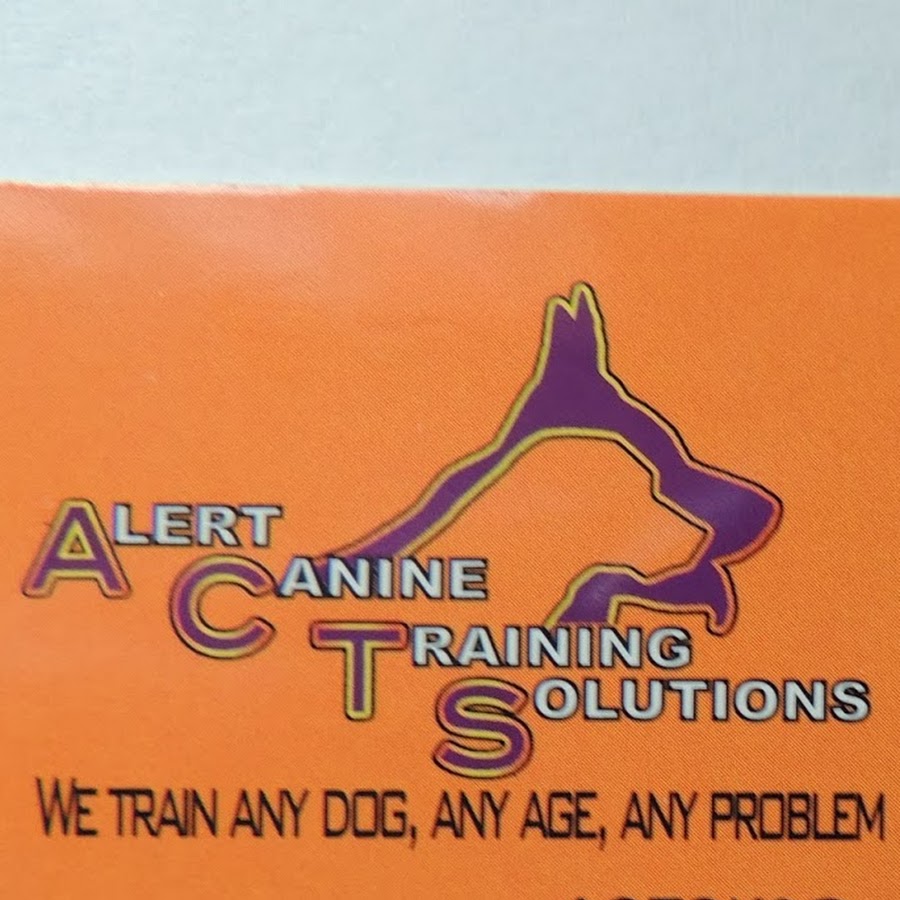 ALERT
CANINE
TRAINING
SOLUTIONS
WE TRAIN ANY DOG, ANY AGE, ANY PROBLEM